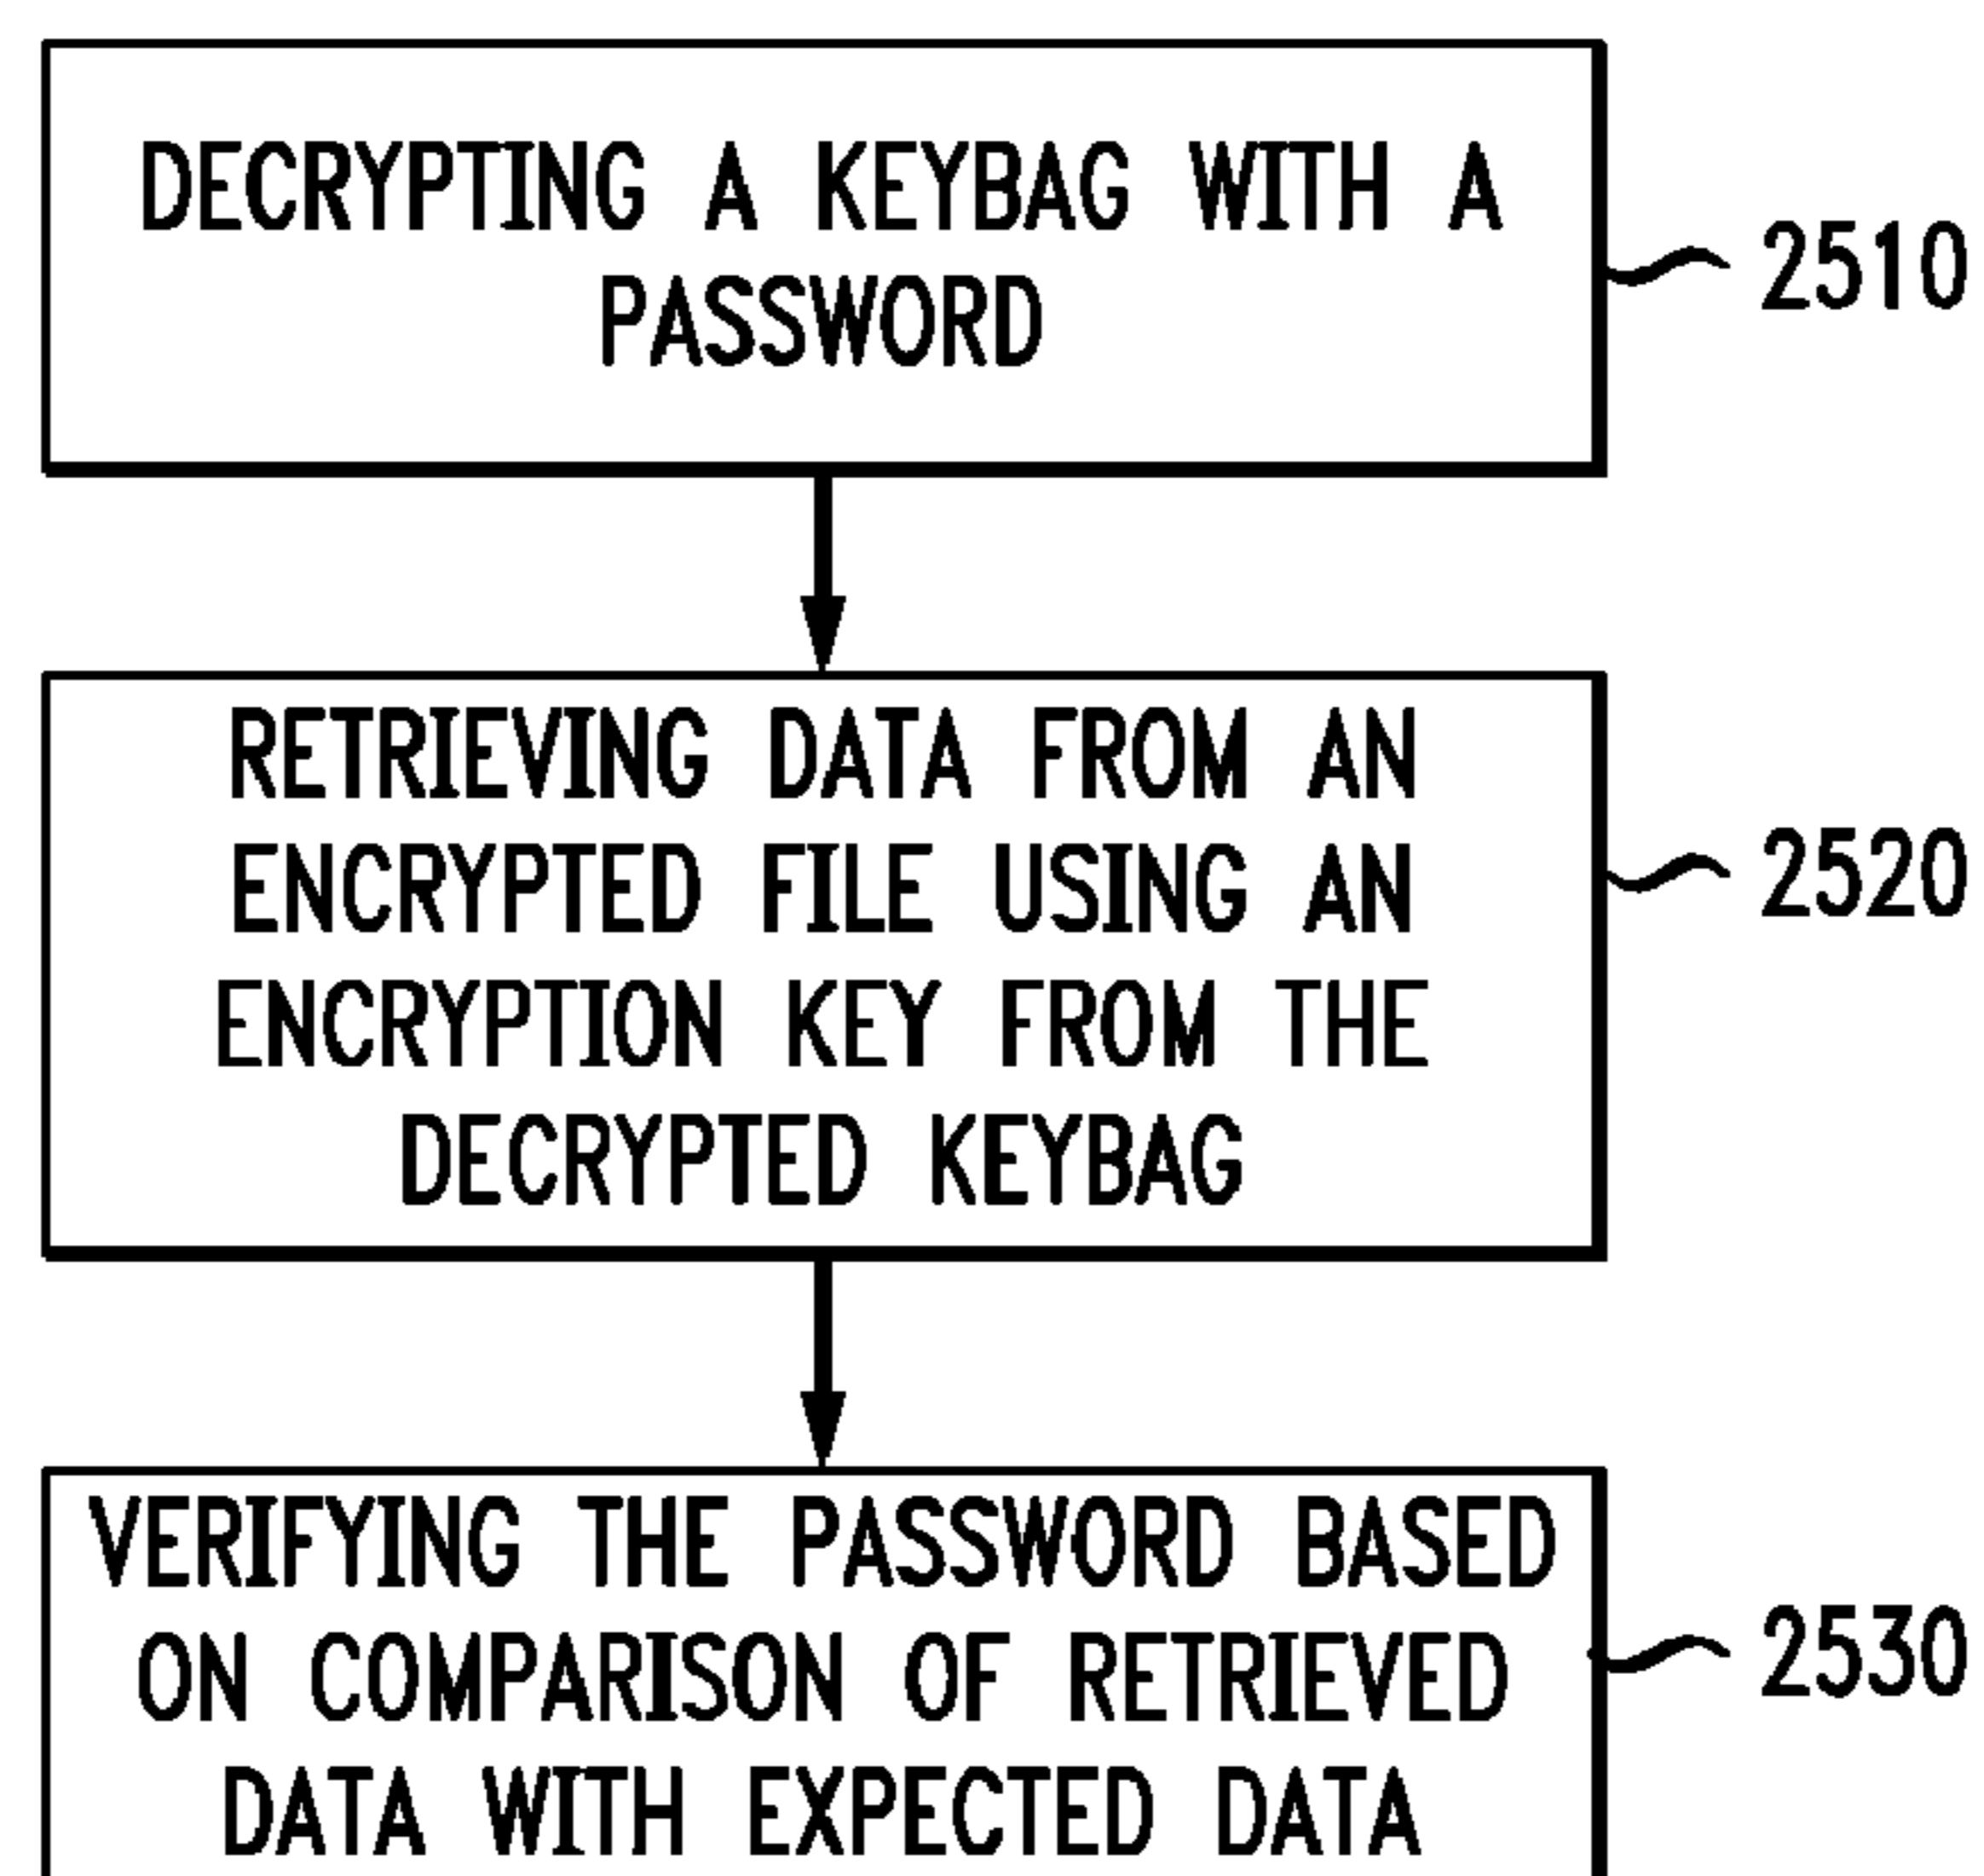 DECRYPTING A KEYBAG WITH A
PASSWORD
2510
RETRIEVING DATA FROM AN
ENCRYPTED FILE USING AN
ENCRYPTION KEY FROM THE
DECRYPTED KEYBAG
2520
VERIFYING THE PASSWORD BASED
ON COMPARISON OF RETRIEVED
DATA WITH EXPECTED DATA
2530